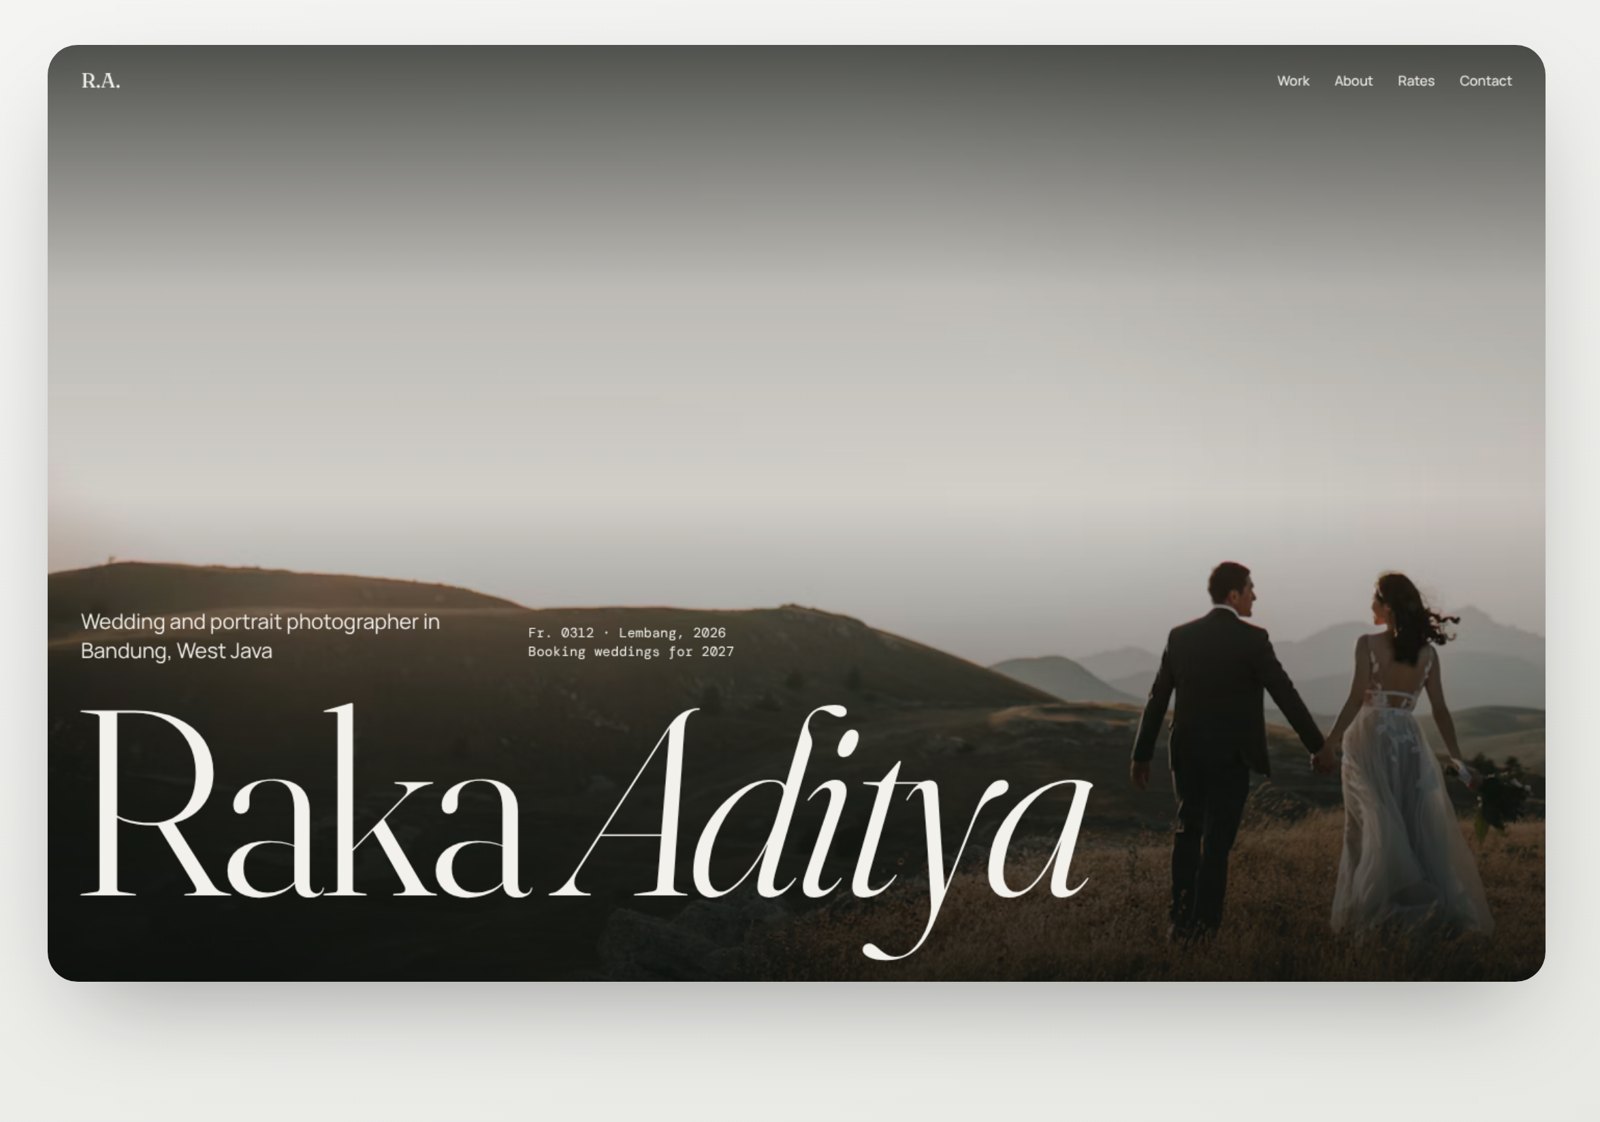 R.A.
Work About Rates Contact
Wedding and portrait photographer in
Bandung, West Java
Fr. 0312 · Lembang, 2026
Booking weddings for 2027
Raka Aditya